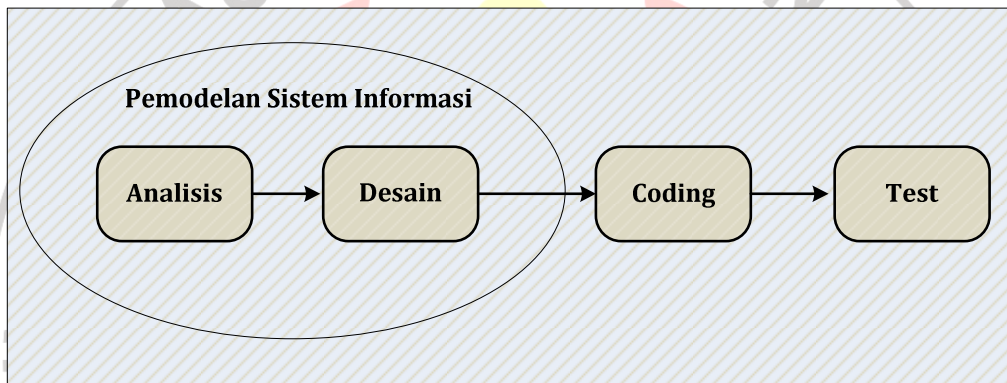 Pemodelan Sistem Informasi
Analisis
Desain
Coding
Test